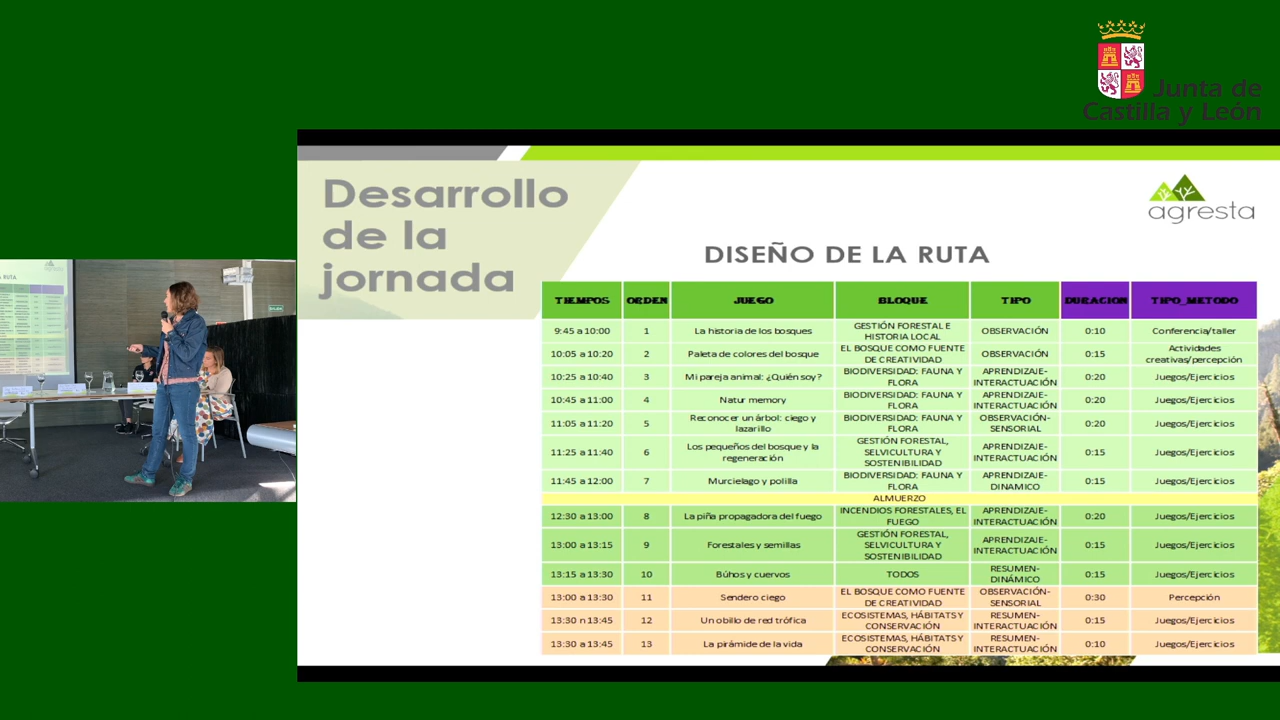 Junta de
Castilla y León
Desarrollo
de la
jornada
agresta
DISEÑO DE LA RUTA
TIEMPOS ORDEN JUEGO BLOQUE TIPO DURACION TIPO_METODO
9:45 a 10:00 1 La historia de los bosques GESTIÓN FORESTAL E HISTORIA LOCAL OBSERVACIÓN 0:10 Conferencia/taller
10:05 a 10:20 2 Paleta de colores del bosque EL BOSQUE COMO FUENTE DE CREATIVIDAD OBSERVACIÓN 0:15 Actividades creativas/percepción
10:25 a 10:40 3 Mi pareja animal: ¿Quién soy? BIODIVERSIDAD: FAUNA Y FLORA APRENDIZAJE-INTERACTUACIÓN 0:20 Juegos/Ejercicios
10:45 a 11:00 4 Natur memory BIODIVERSIDAD: FAUNA Y FLORA APRENDIZAJE-INTERACTUACIÓN 0:20 Juegos/Ejercicios
11:05 a 11:20 5 Reconocer un árbol: ciego y lazarillo BIODIVERSIDAD: FAUNA Y FLORA OBSERVACIÓN-SENSORIAL 0:20 Juegos/Ejercicios
11:25 a 11:40 6 Los pequeños del bosque y la regeneración GESTIÓN FORESTAL, SELVICULTURA Y SOSTENIBILIDAD APRENDIZAJE-INTERACTUACIÓN 0:15 Juegos/Ejercicios
11:45 a 12:00 7 Murcielago y polilla BIODIVERSIDAD: FAUNA Y FLORA APRENDIZAJE-DINAMICO 0:15 Juegos/Ejercicios
ALMUERZO
12:30 a 13:00 8 La piña propagadora del fuego INCENDIOS FORESTALES, EL FUEGO APRENDIZAJE-INTERACTUACIÓN 0:20 Juegos/Ejercicios
13:00 a 13:15 9 Forestales y semillas GESTIÓN FORESTAL, SELVICULTURA Y SOSTENIBILIDAD APRENDIZAJE-INTERACTUACIÓN 0:15 Juegos/Ejercicios
13:15 a 13:30 10 Búhos y cuervos TODOS RESUMEN-DINÁMICO 0:15 Juegos/Ejercicios
13:00 a 13:30 11 Sendero ciego EL BOSQUE COMO FUENTE DE CREATIVIDAD OBSERVACIÓN-SENSORIAL 0:30 Percepción
13:30 n 13:45 12 Un obillo de red trófica ECOSISTEMAS, HÁBITATS Y CONSERVACIÓN RESUMEN-INTERACTUACIÓN 0:15 Juegos/Ejercicios
13:30 a 13:45 13 La pirámide de la vida ECOSISTEMAS, HÁBITATS Y CONSERVACIÓN RESUMEN-INTERACTUACIÓN 0:10 Juegos/Ejercicios